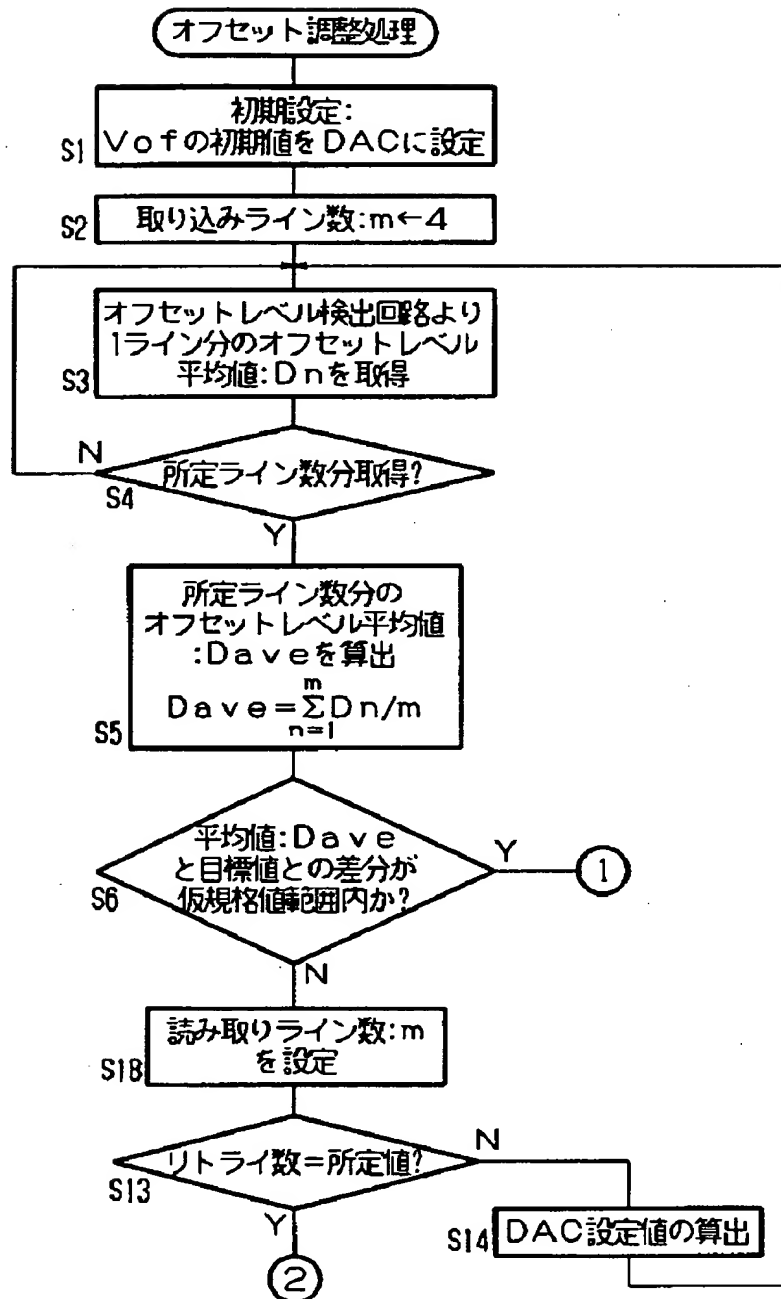 オフセット調整処理
初期設定:
Vofの初期値をDACに設定
S1
取り込みライン数:m←4
S2
オフセットレベル検出回路より
1ライン分のオフセットレベル
平均値:Dnを取得
S3
N
所定ライン数分取得?
S4
Y
所定ライン数分の
オフセットレベル平均値
:Daveを算出
m
Dave=ΣDn/m
n=1
S5
平均値:Dave
と目標値との差分が
仮規格値範囲内か?
S6
Y
1
N
読み取りライン数:m
を設定
S18
リトライ数=所定値?
N
S13
Y
S14
DAC設定値の算出
2